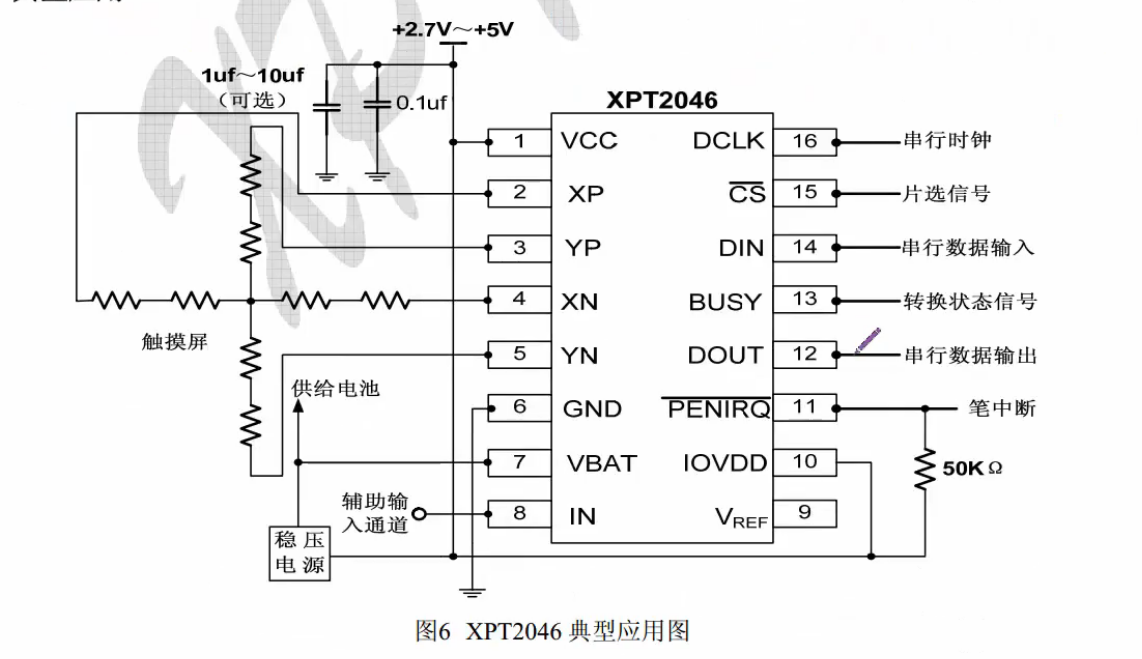 +2.7V～+5V
1uf～10uf
（可选）
0.1uf
XPT2046
1 VCC DCLK 16 串行时钟
2 XP CS 15 片选信号
3 YP DIN 14 串行数据输入
4 XN BUSY 13 转换状态信号
触摸屏
5 YN DOUT 12 串行数据输出
供给电池
6 GND PENIRQ 11 笔中断
7 VBAT IOVDD 10 50KΩ
辅助输
入通道
8 IN VREF 9
稳压
电源
图6 XPT2046 典型应用图